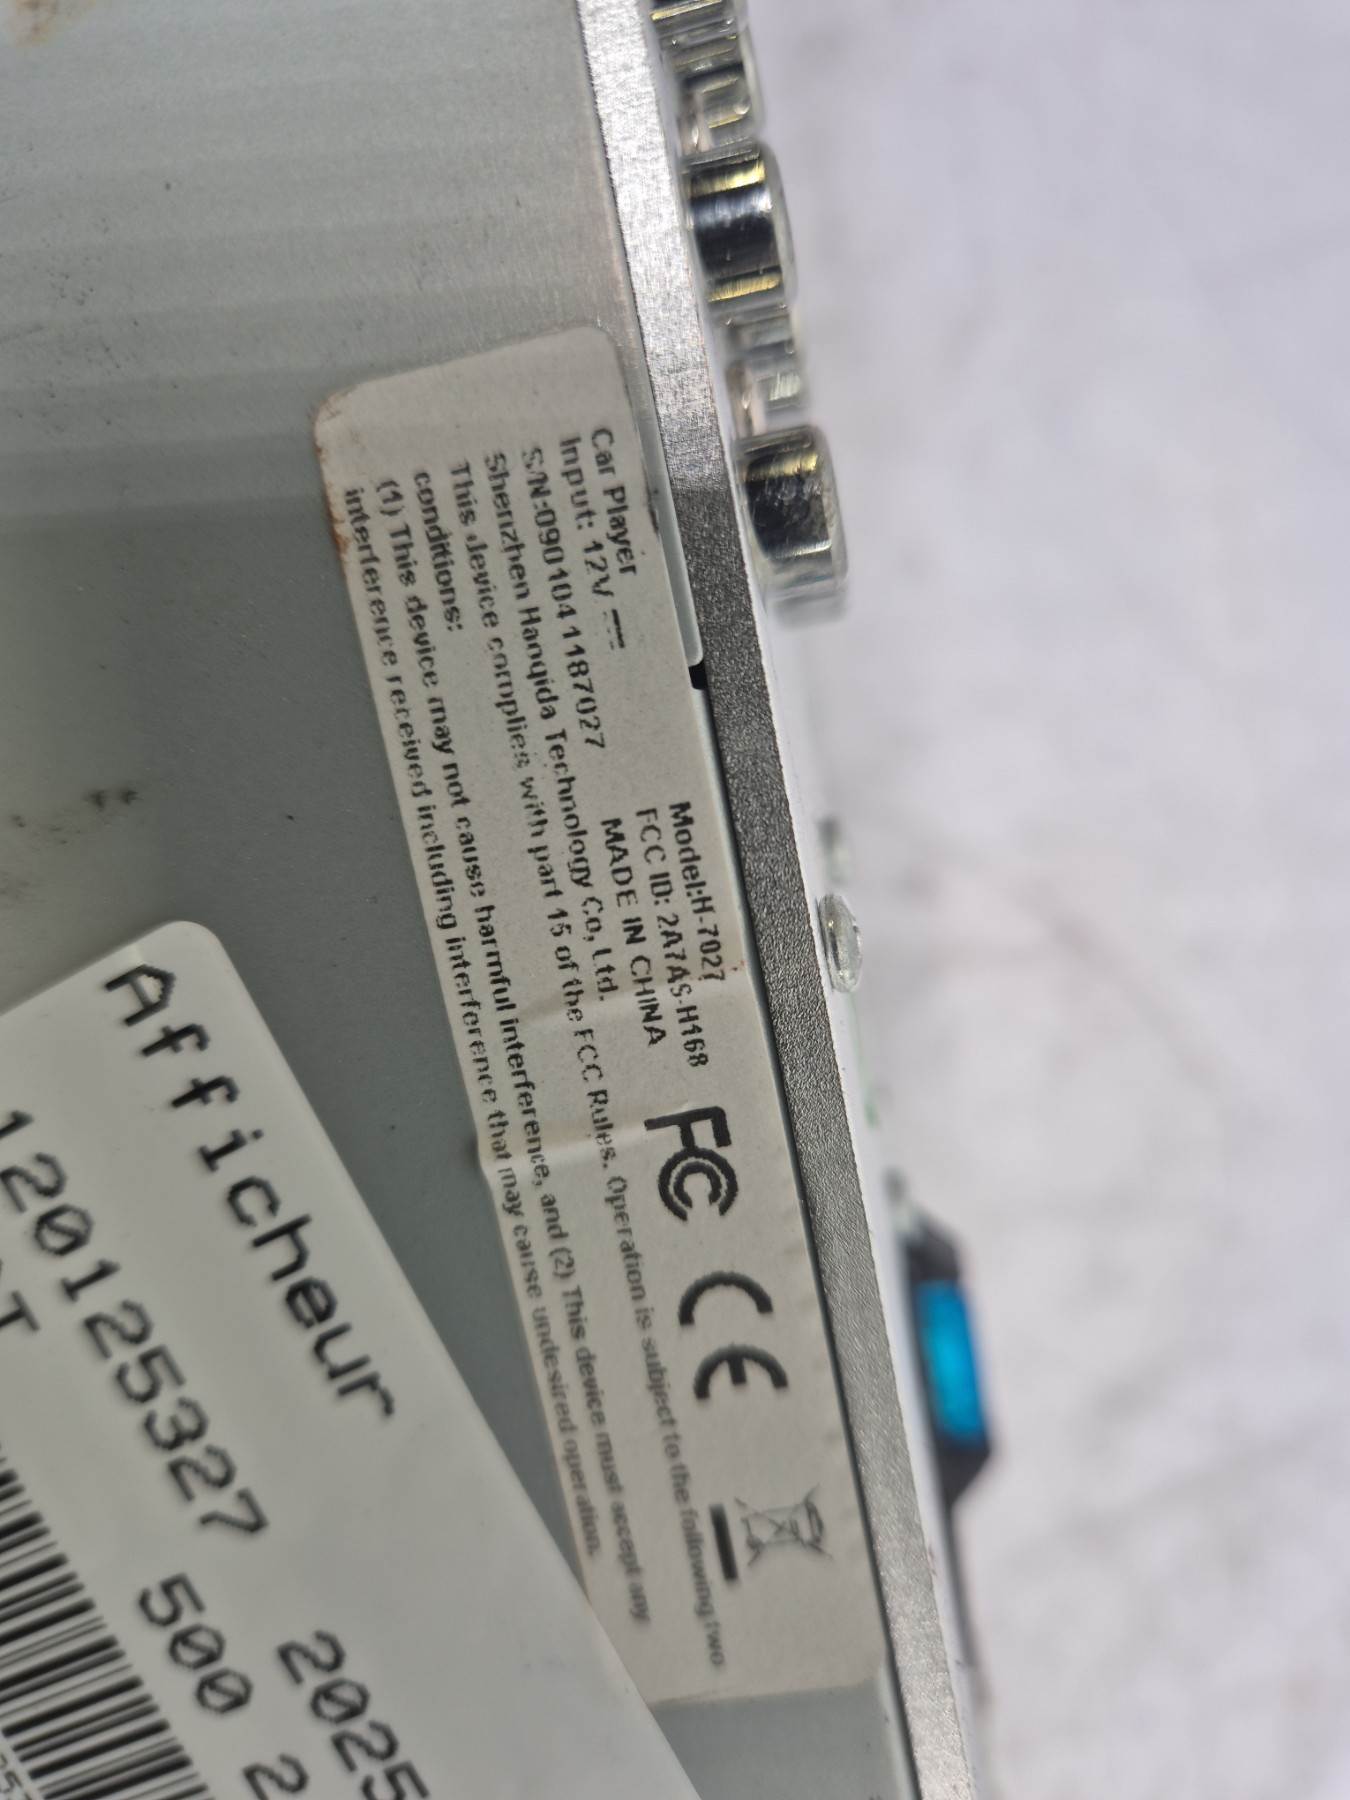 Car Player
Model:H-7027
Input: 12V
FCC ID: 2A7AS-H168
S/N:0901041187027
MADE IN CHINA
Shenzhen Hanqida Technology Co, Ltd.
This device complies with part 15 of the FCC Rules. Operation is subject to the following two
conditions:
(1) This device may not cause harmful interference, and (2) This device must accept any
interference received including interference that may cause undesired operation.
FC
CE
Afficheur
120125327 2025
500 2